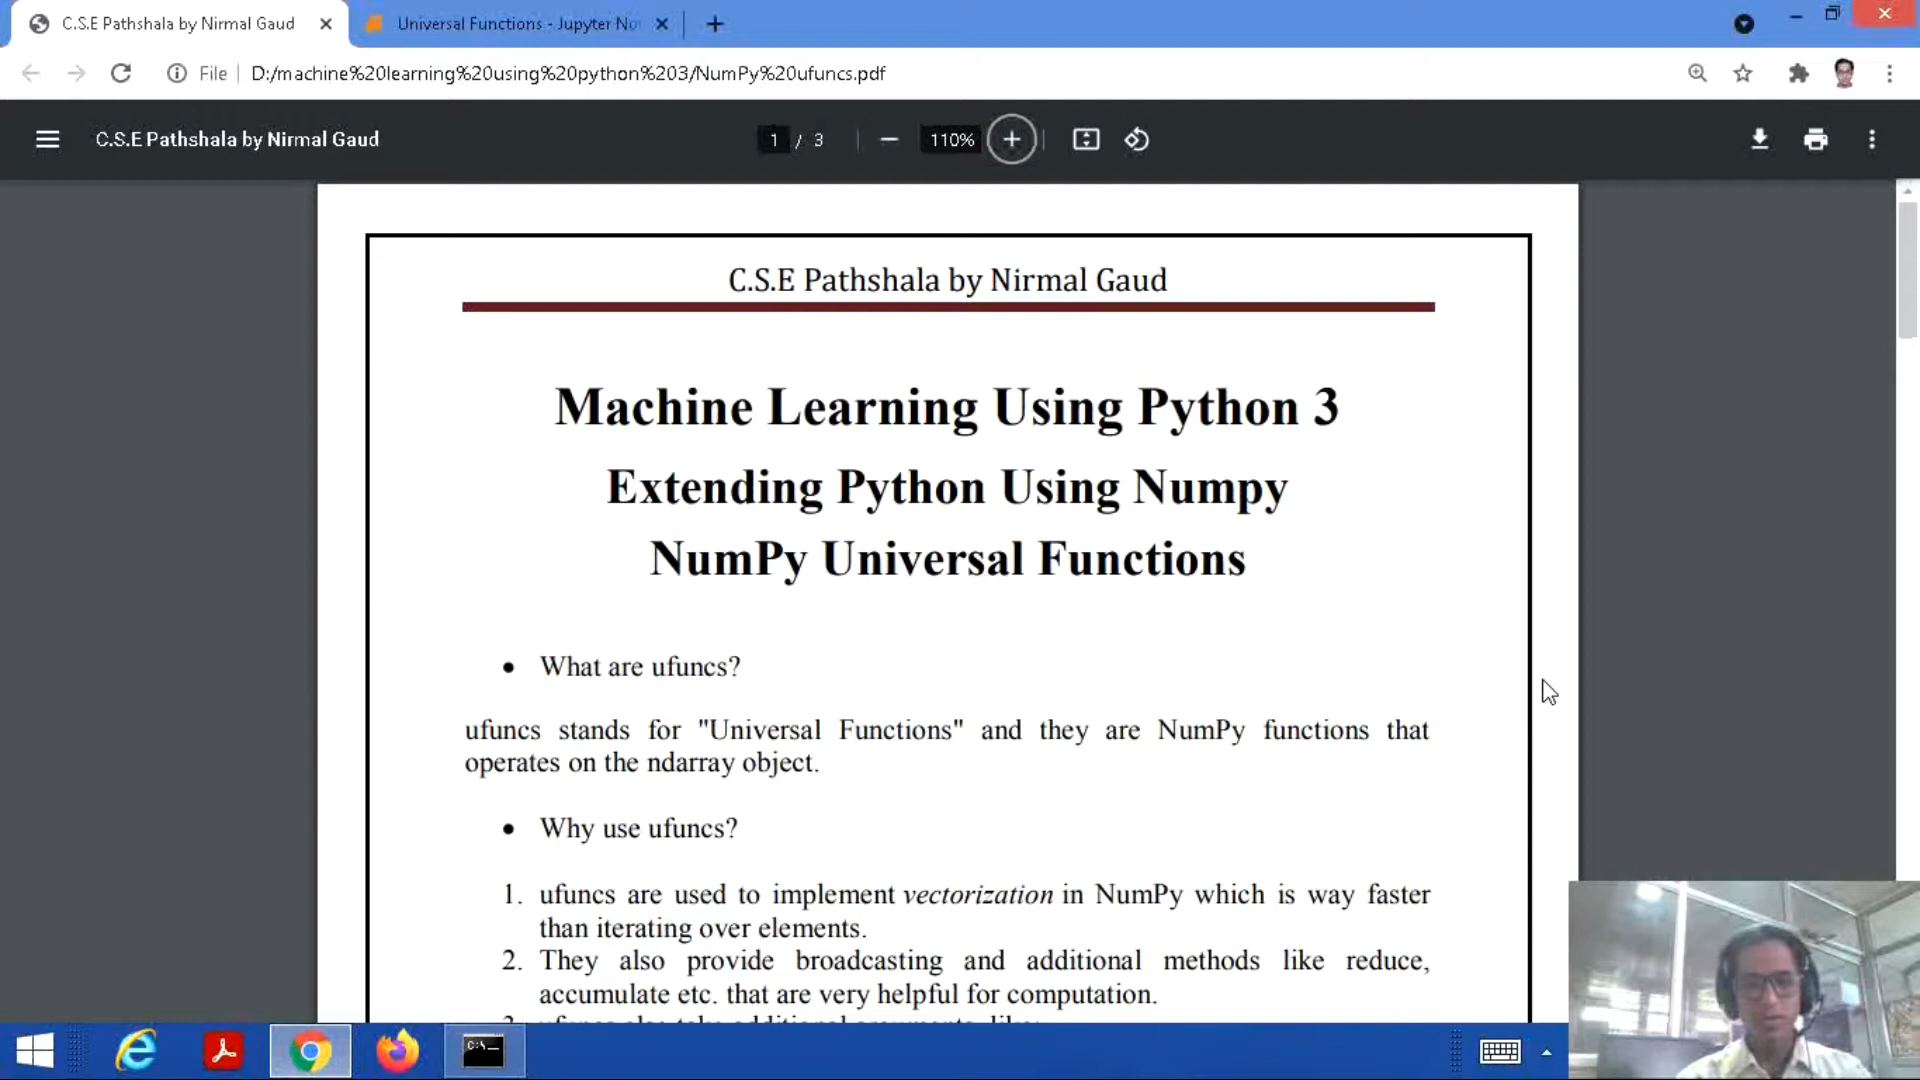 C.S.E Pathshala by Nirmal Gaud
Universal Functions - Jupyter No
File
D:/machine%20learning%20using%20python%203/NumPy%20ufuncs.pdf
C.S.E Pathshala by Nirmal Gaud
1 / 3
110%
C.S.E Pathshala by Nirmal Gaud
Machine Learning Using Python 3
Extending Python Using Numpy
NumPy Universal Functions
• What are ufuncs?
ufuncs stands for "Universal Functions" and they are NumPy functions that
operates on the ndarray object.
• Why use ufuncs?
1. ufuncs are used to implement vectorization in NumPy which is way faster
than iterating over elements.
2. They also provide broadcasting and additional methods like reduce,
accumulate etc. that are very helpful for computation.
C:\